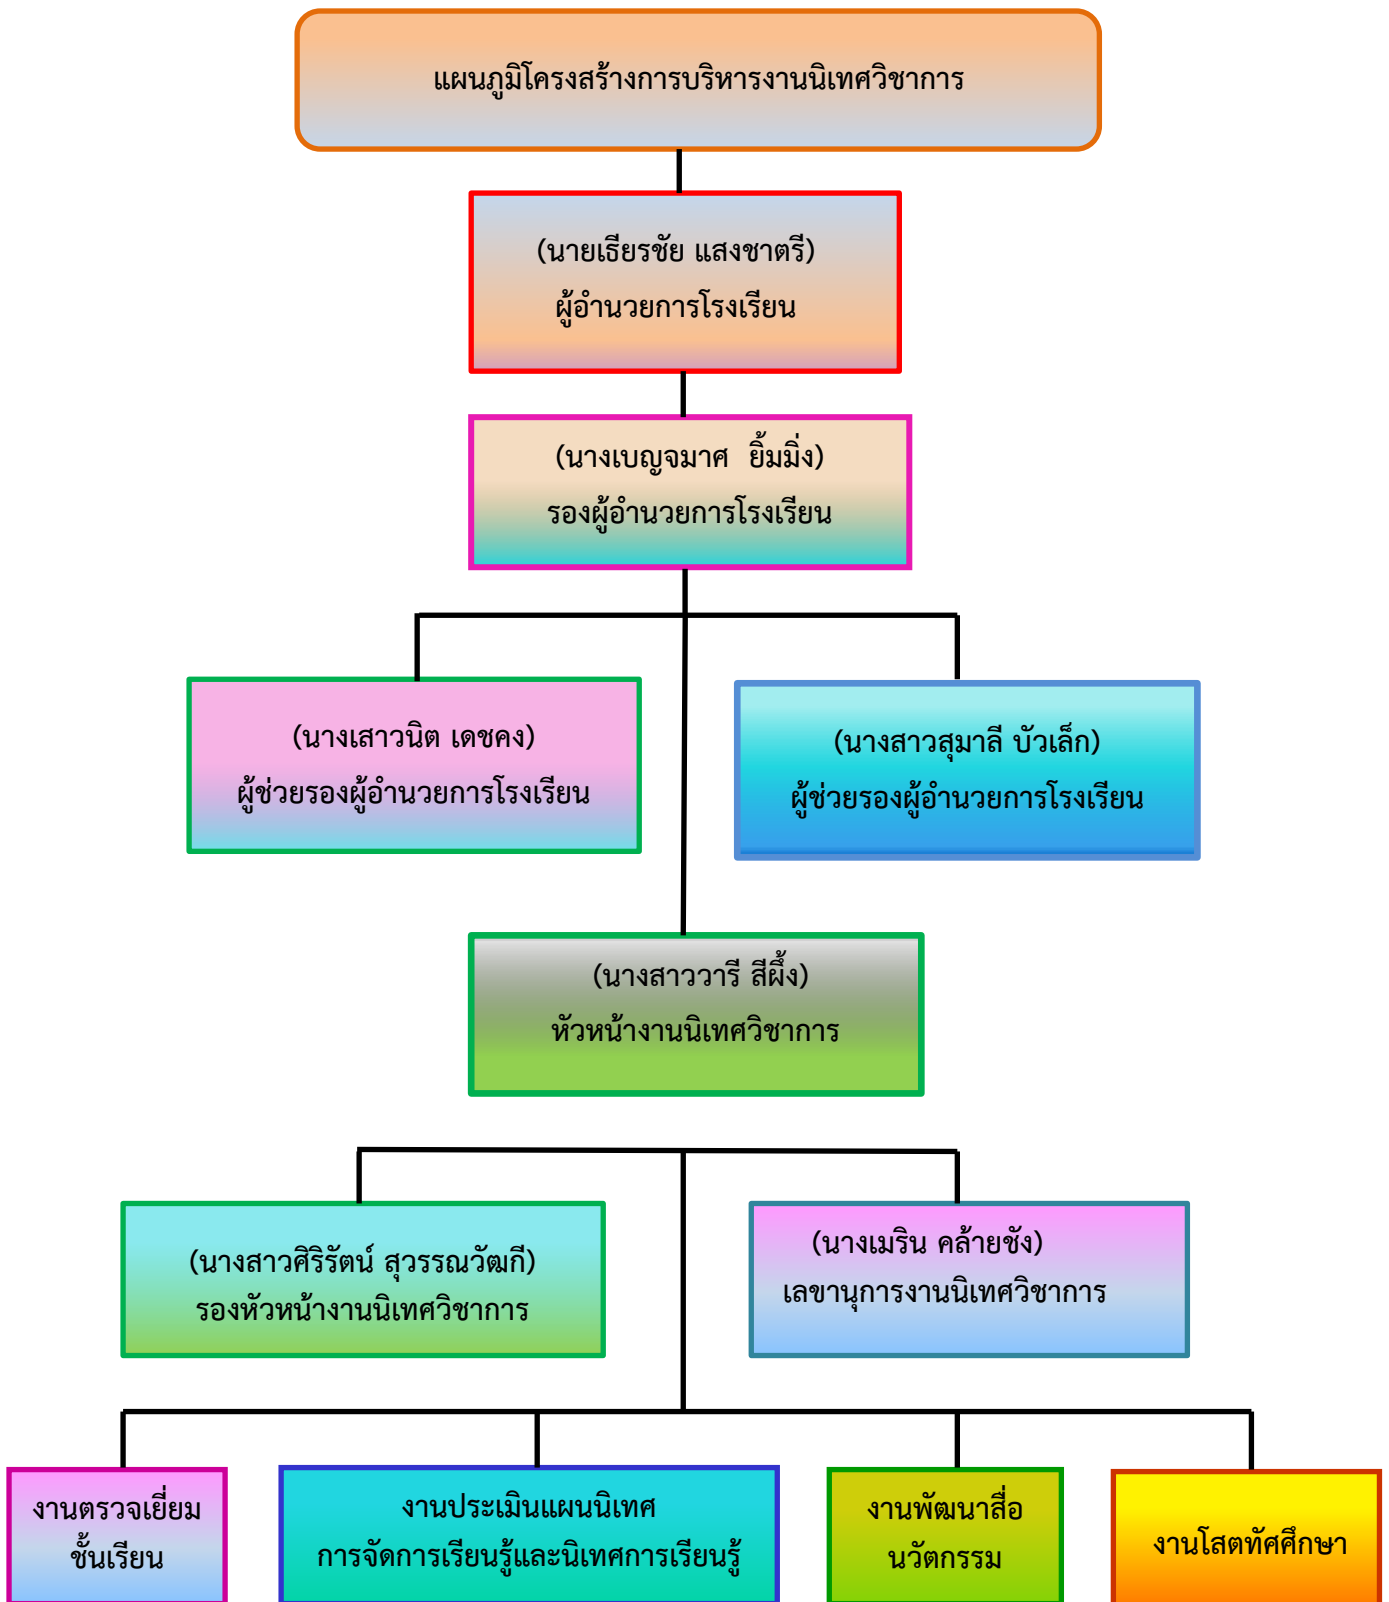 แผนภูมิโครงสร้างการบริหารงานนิเทศวิชาการ
(นายเธียรชัย แสงชาตรี)
ผู้อำนวยการโรงเรียน
(นางเบญจมาศ ยิ้มมิ่ง)
รองผู้อำนวยการโรงเรียน
(นางเสาวนิต เดชคง)
ผู้ช่วยรองผู้อำนวยการโรงเรียน
(นางสาวสุมาลี บัวเล็ก)
ผู้ช่วยรองผู้อำนวยการโรงเรียน
(นางสาววารี สีผึ้ง)
หัวหน้างานนิเทศวิชาการ
(นางสาวศิริรัตน์ สุวรรณวัฒกี)
รองหัวหน้างานนิเทศวิชาการ
(นางเมริน คล้ายชัง)
เลขานุการงานนิเทศวิชาการ
งานตรวจเยี่ยม
ชั้นเรียน
งานประเมินแผนนิเทศ
การจัดการเรียนรู้และนิเทศการเรียนรู้
งานพัฒนาสื่อ
นวัตกรรม
งานโสตทัศศึกษา